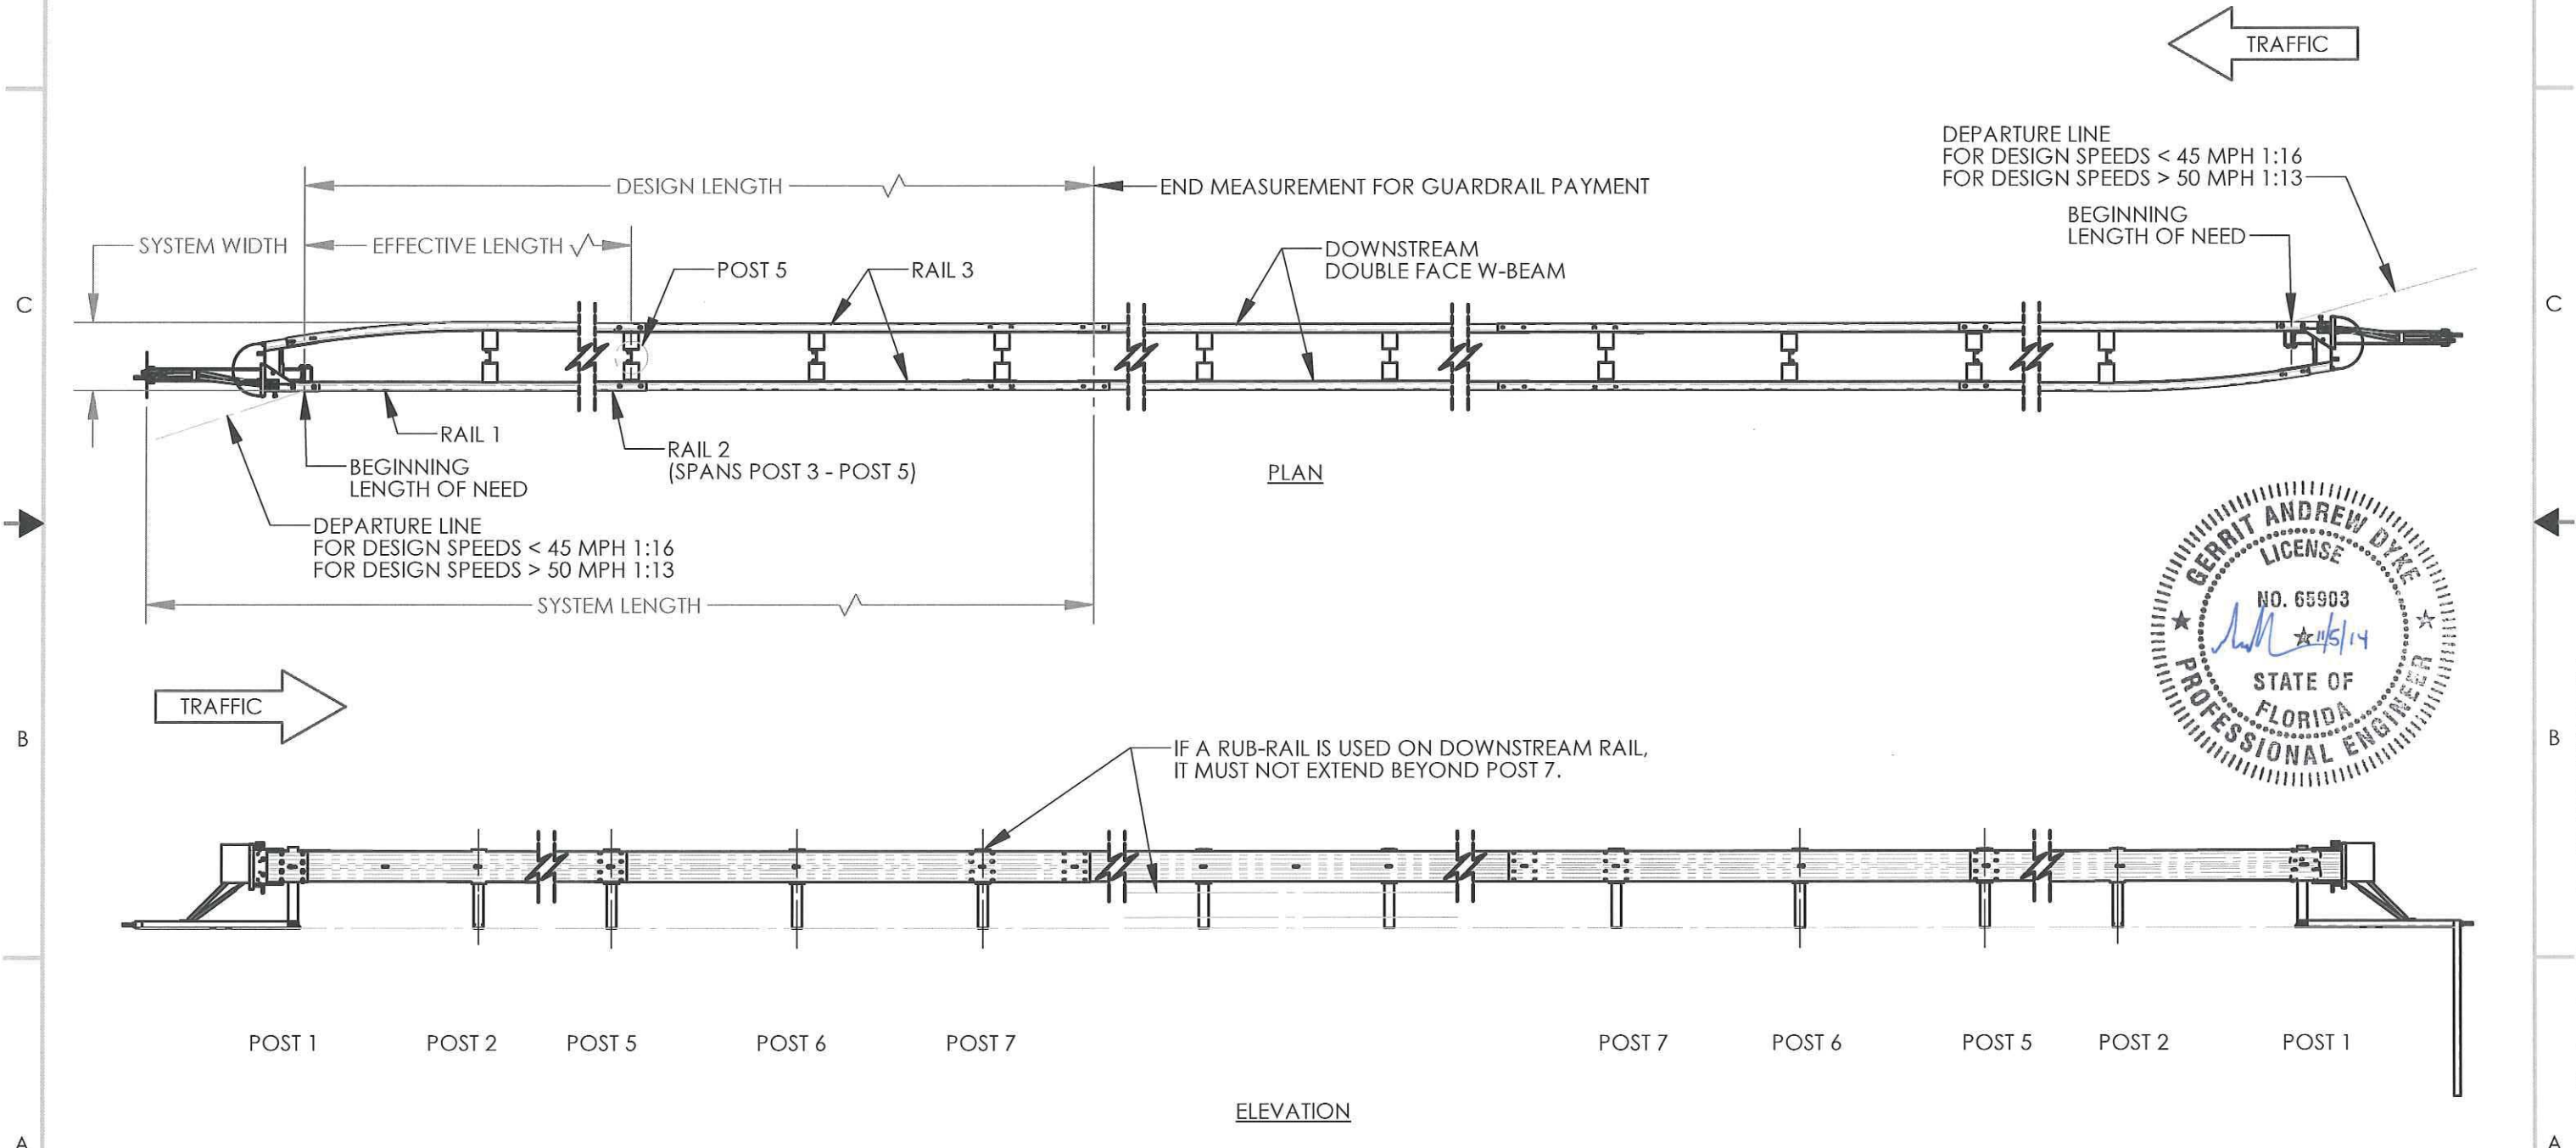 TRAFFIC
DEPARTURE LINE
FOR DESIGN SPEEDS < 45 MPH 1:16
FOR DESIGN SPEEDS > 50 MPH 1:13
DESIGN LENGTH
END MEASUREMENT FOR GUARDRAIL PAYMENT
BEGINNING
LENGTH OF NEED
SYSTEM WIDTH
EFFECTIVE LENGTH
POST 5
RAIL 3
DOWNSTREAM
DOUBLE FACE W-BEAM
C
C
RAIL 1
RAIL 2
(SPANS POST 3 - POST 5)
BEGINNING
LENGTH OF NEED
PLAN
DEPARTURE LINE
FOR DESIGN SPEEDS < 45 MPH 1:16
FOR DESIGN SPEEDS > 50 MPH 1:13
SYSTEM LENGTH
GERRIT ANDREW DYKE
LICENSE
NO. 65903
11/5/14
STATE OF
FLORIDA
PROFESSIONAL ENGINEER
TRAFFIC
B
B
IF A RUB-RAIL IS USED ON DOWNSTREAM RAIL,
IT MUST NOT EXTEND BEYOND POST 7.
POST 1 POST 2 POST 5 POST 6 POST 7 POST 7 POST 6 POST 5 POST 2 POST 1
ELEVATION
A
A